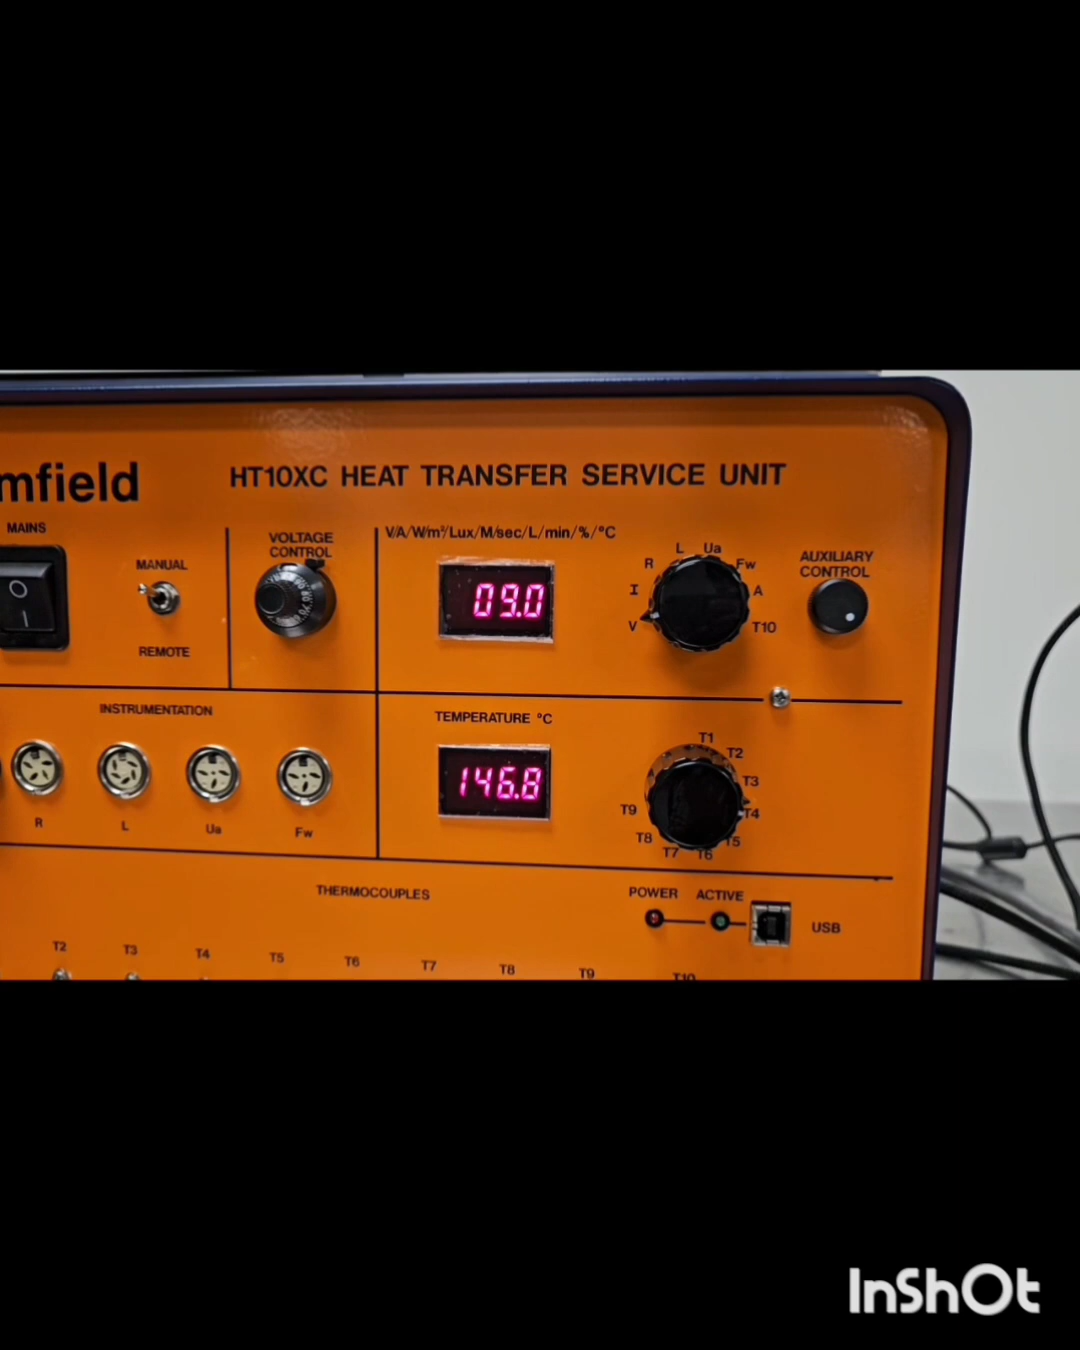 mfield
HT10XC HEAT TRANSFER SERVICE UNIT
MAINS
MANUAL
REMOTE
VOLTAGE
CONTROL
V/A/W/m²/Lux/M/sec/L/min/%/°C
09.0
L Ua
R Fw
I A
V T10
AUXILIARY
CONTROL
INSTRUMENTATION
R L Ua Fw
TEMPERATURE °C
146.8
T1
T2
T3
T9 T4
T8 T5
T7 T6
THERMOCOUPLES
POWER ACTIVE
USB
T2 T3 T4 T5 T6 T7 T8 T9 T10
InShOt